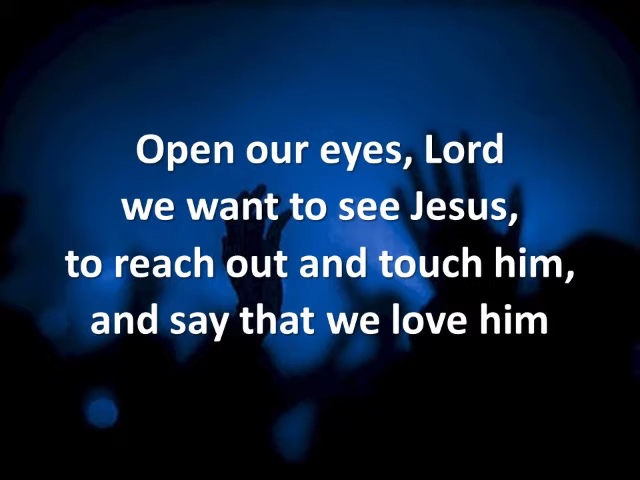 Open our eyes, Lord
we want to see Jesus,
to reach out and touch him,
and say that we love him